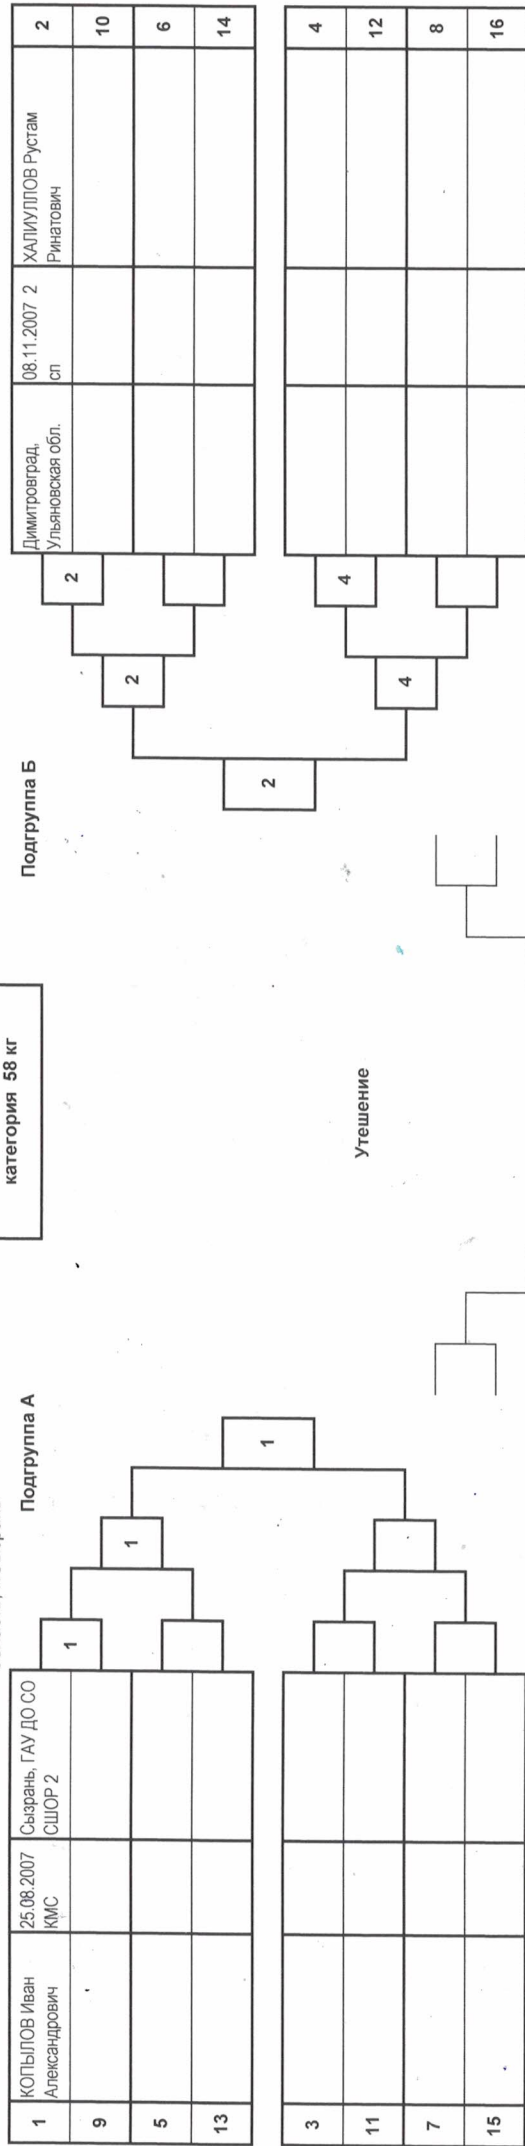 категория 58 кг
Подгруппа А
Подгруппа Б
1
КОПЫЛОВ Иван
Александрович
25.08.2007
КМС
Сызрань, ГАУ ДО СО
СШОР 2
9
5
13
3
11
7
15
1
1
1
Утешение
2
2
4
4
2
Димитровград,
Ульяновская обл.
08.11.2007 2
сп
ХАЛИУЛЛОВ Рустам
Ринатович
2
10
6
14
4
12
8
16